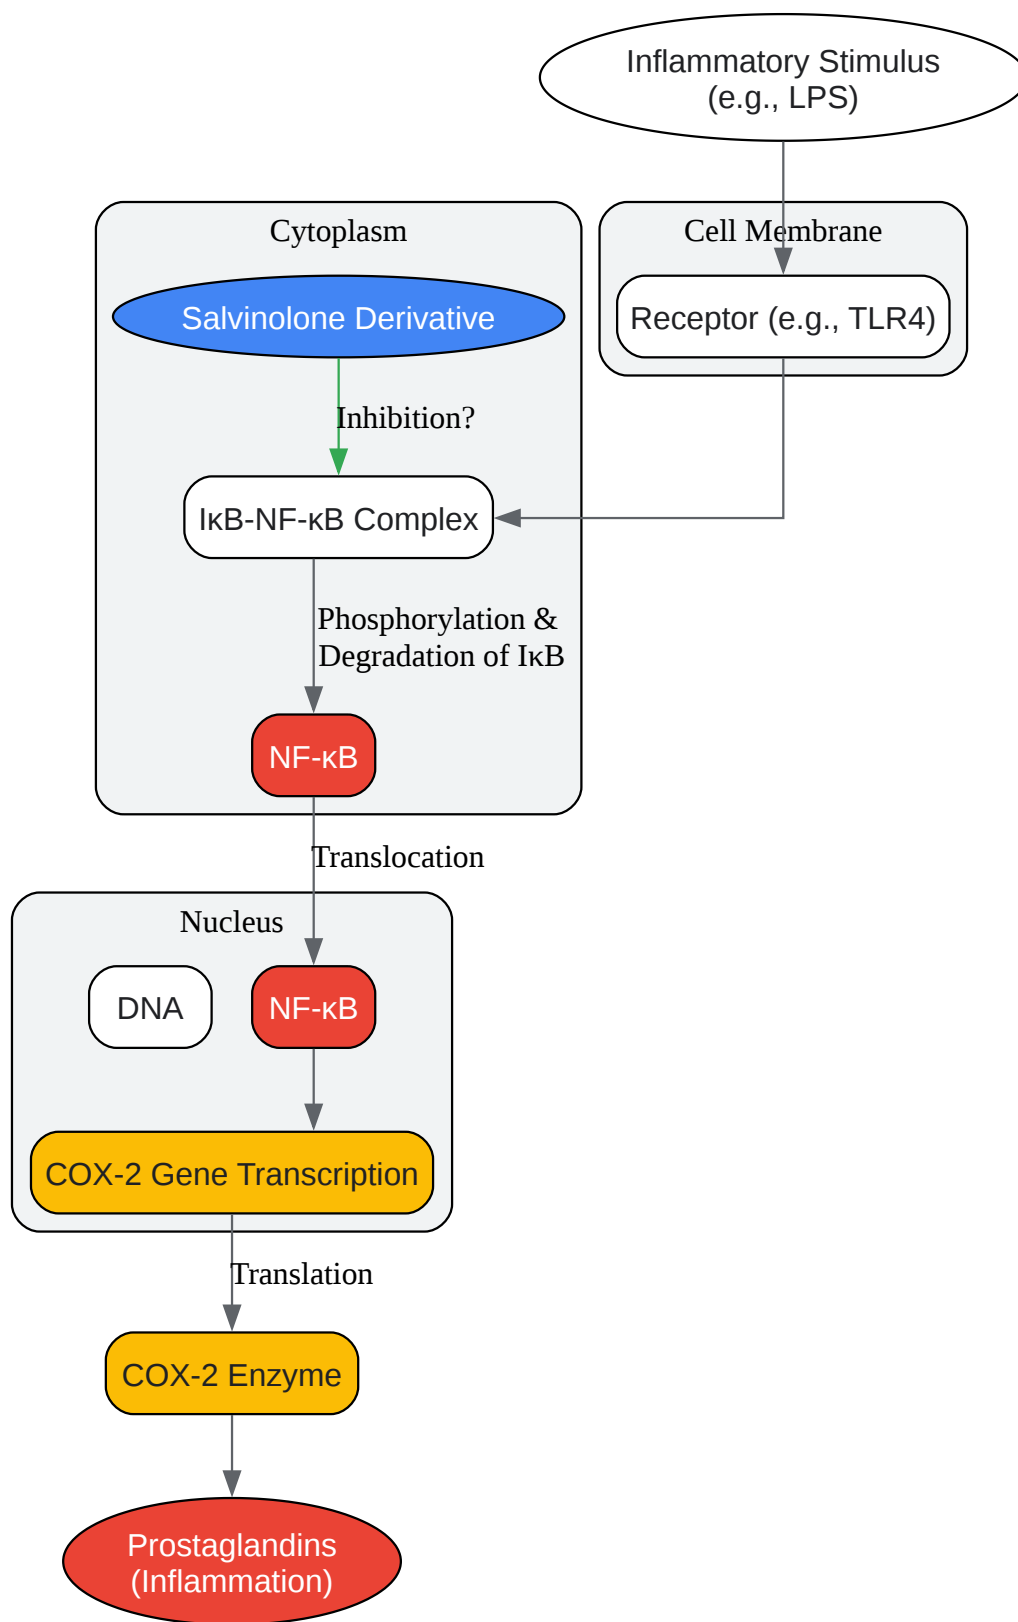 Inflammatory Stimulus
(e.g., LPS)
Cytoplasm
Cell Membrane
Salvinolone Derivative
Receptor (e.g., TLR4)
Inhibition?
IκB-NF-κB Complex
Phosphorylation &
Degradation of IκB
NF-κB
Translocation
Nucleus
DNA
NF-κB
COX-2 Gene Transcription
Translation
COX-2 Enzyme
Prostaglandins
(Inflammation)